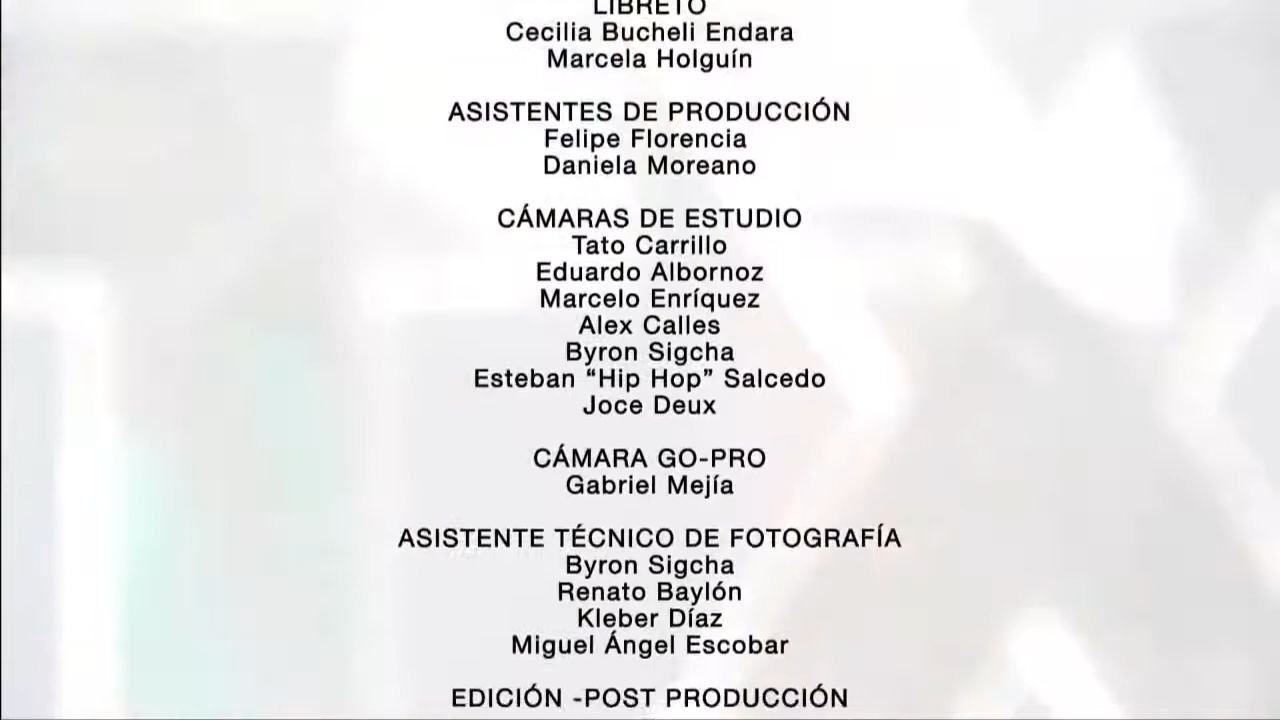 LIBRETO
Cecilia Bucheli Endara
Marcela Holguín
ASISTENTES DE PRODUCCIÓN
Felipe Florencia
Daniela Moreano
CÁMARAS DE ESTUDIO
Tato Carrillo
Eduardo Albornoz
Marcelo Enríquez
Alex Calles
Byron Sigcha
Esteban “Hip Hop” Salcedo
Joce Deux
CÁMARA GO-PRO
Gabriel Mejía
ASISTENTE TÉCNICO DE FOTOGRAFÍA
Byron Sigcha
Renato Baylón
Kleber Díaz
Miguel Ángel Escobar
EDICIÓN -POST PRODUCCIÓN